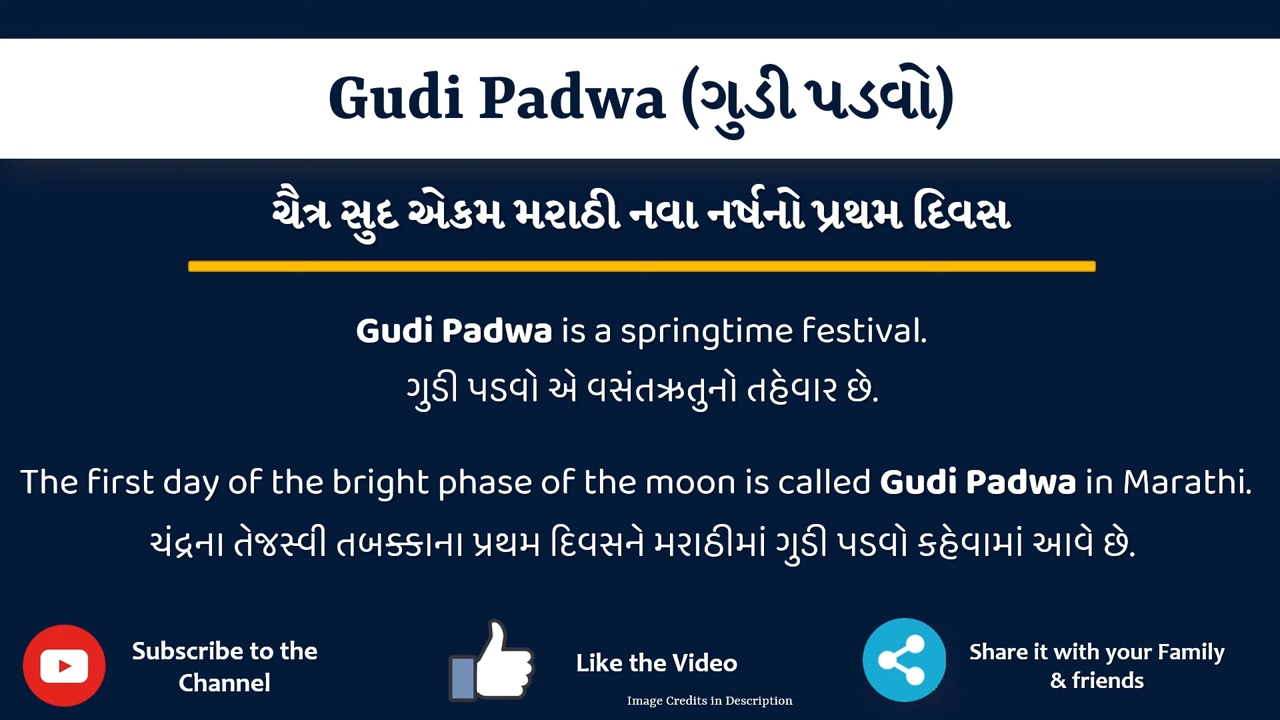 Gudi Padwa (ગુડી પડવો)
ચૈત્ર સુદ એકમ મરાઠી નવા નર્ષનો પ્રથમ દિવસ
Gudi Padwa is a springtime festival.
ગુડી પડવો એ વસંતઋતુનો તહેવાર છે.
The first day of the bright phase of the moon is called Gudi Padwa in Marathi.
ચંદ્રના તેજસ્વી તબક્કાના પ્રથમ દિવસને મરાઠીમાં ગુડી પડવો કહેવામાં આવે છે.
Subscribe to the
Channel
Like the Video
Image Credits in Description
Share it with your Family
& friends